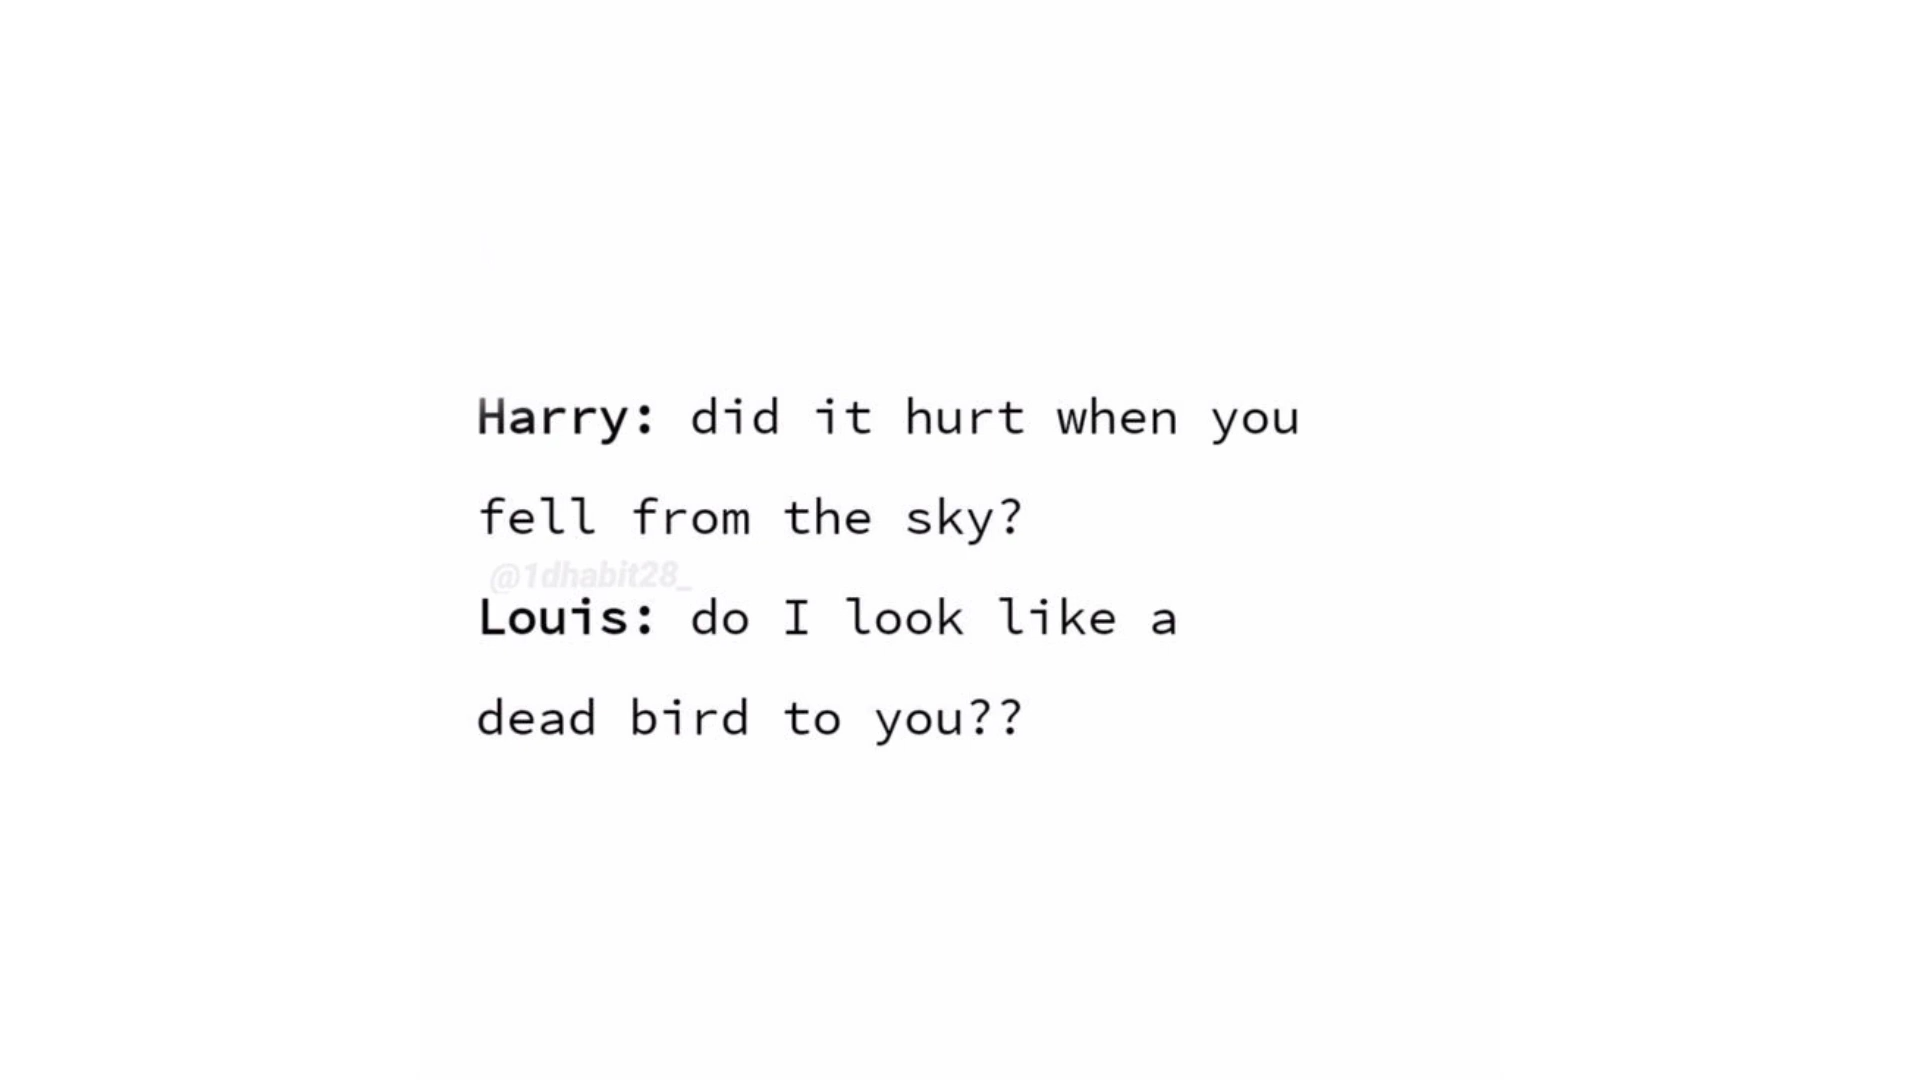 Harry: did it hurt when you
fell from the sky?
@1dhabit28_
Louis: do I look like a
dead bird to you??